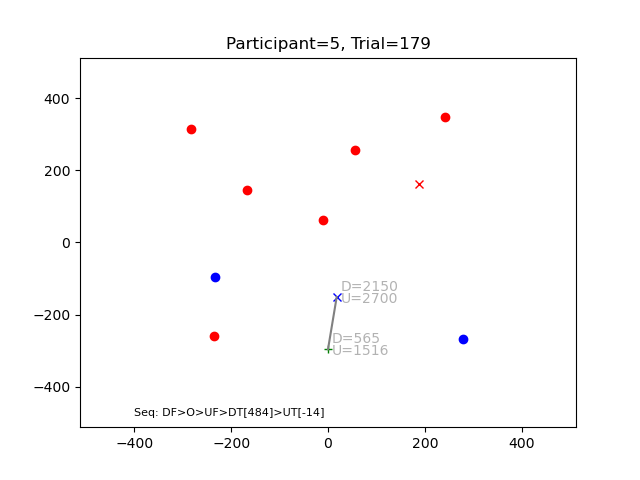 Participant=5, Trial=179
400
200
0
−200
−400
D=2150
U=2700
D=565
U=1516
Seq: DF>O>UF>DT[484]>UT[-14]
−400
−200
0
200
400